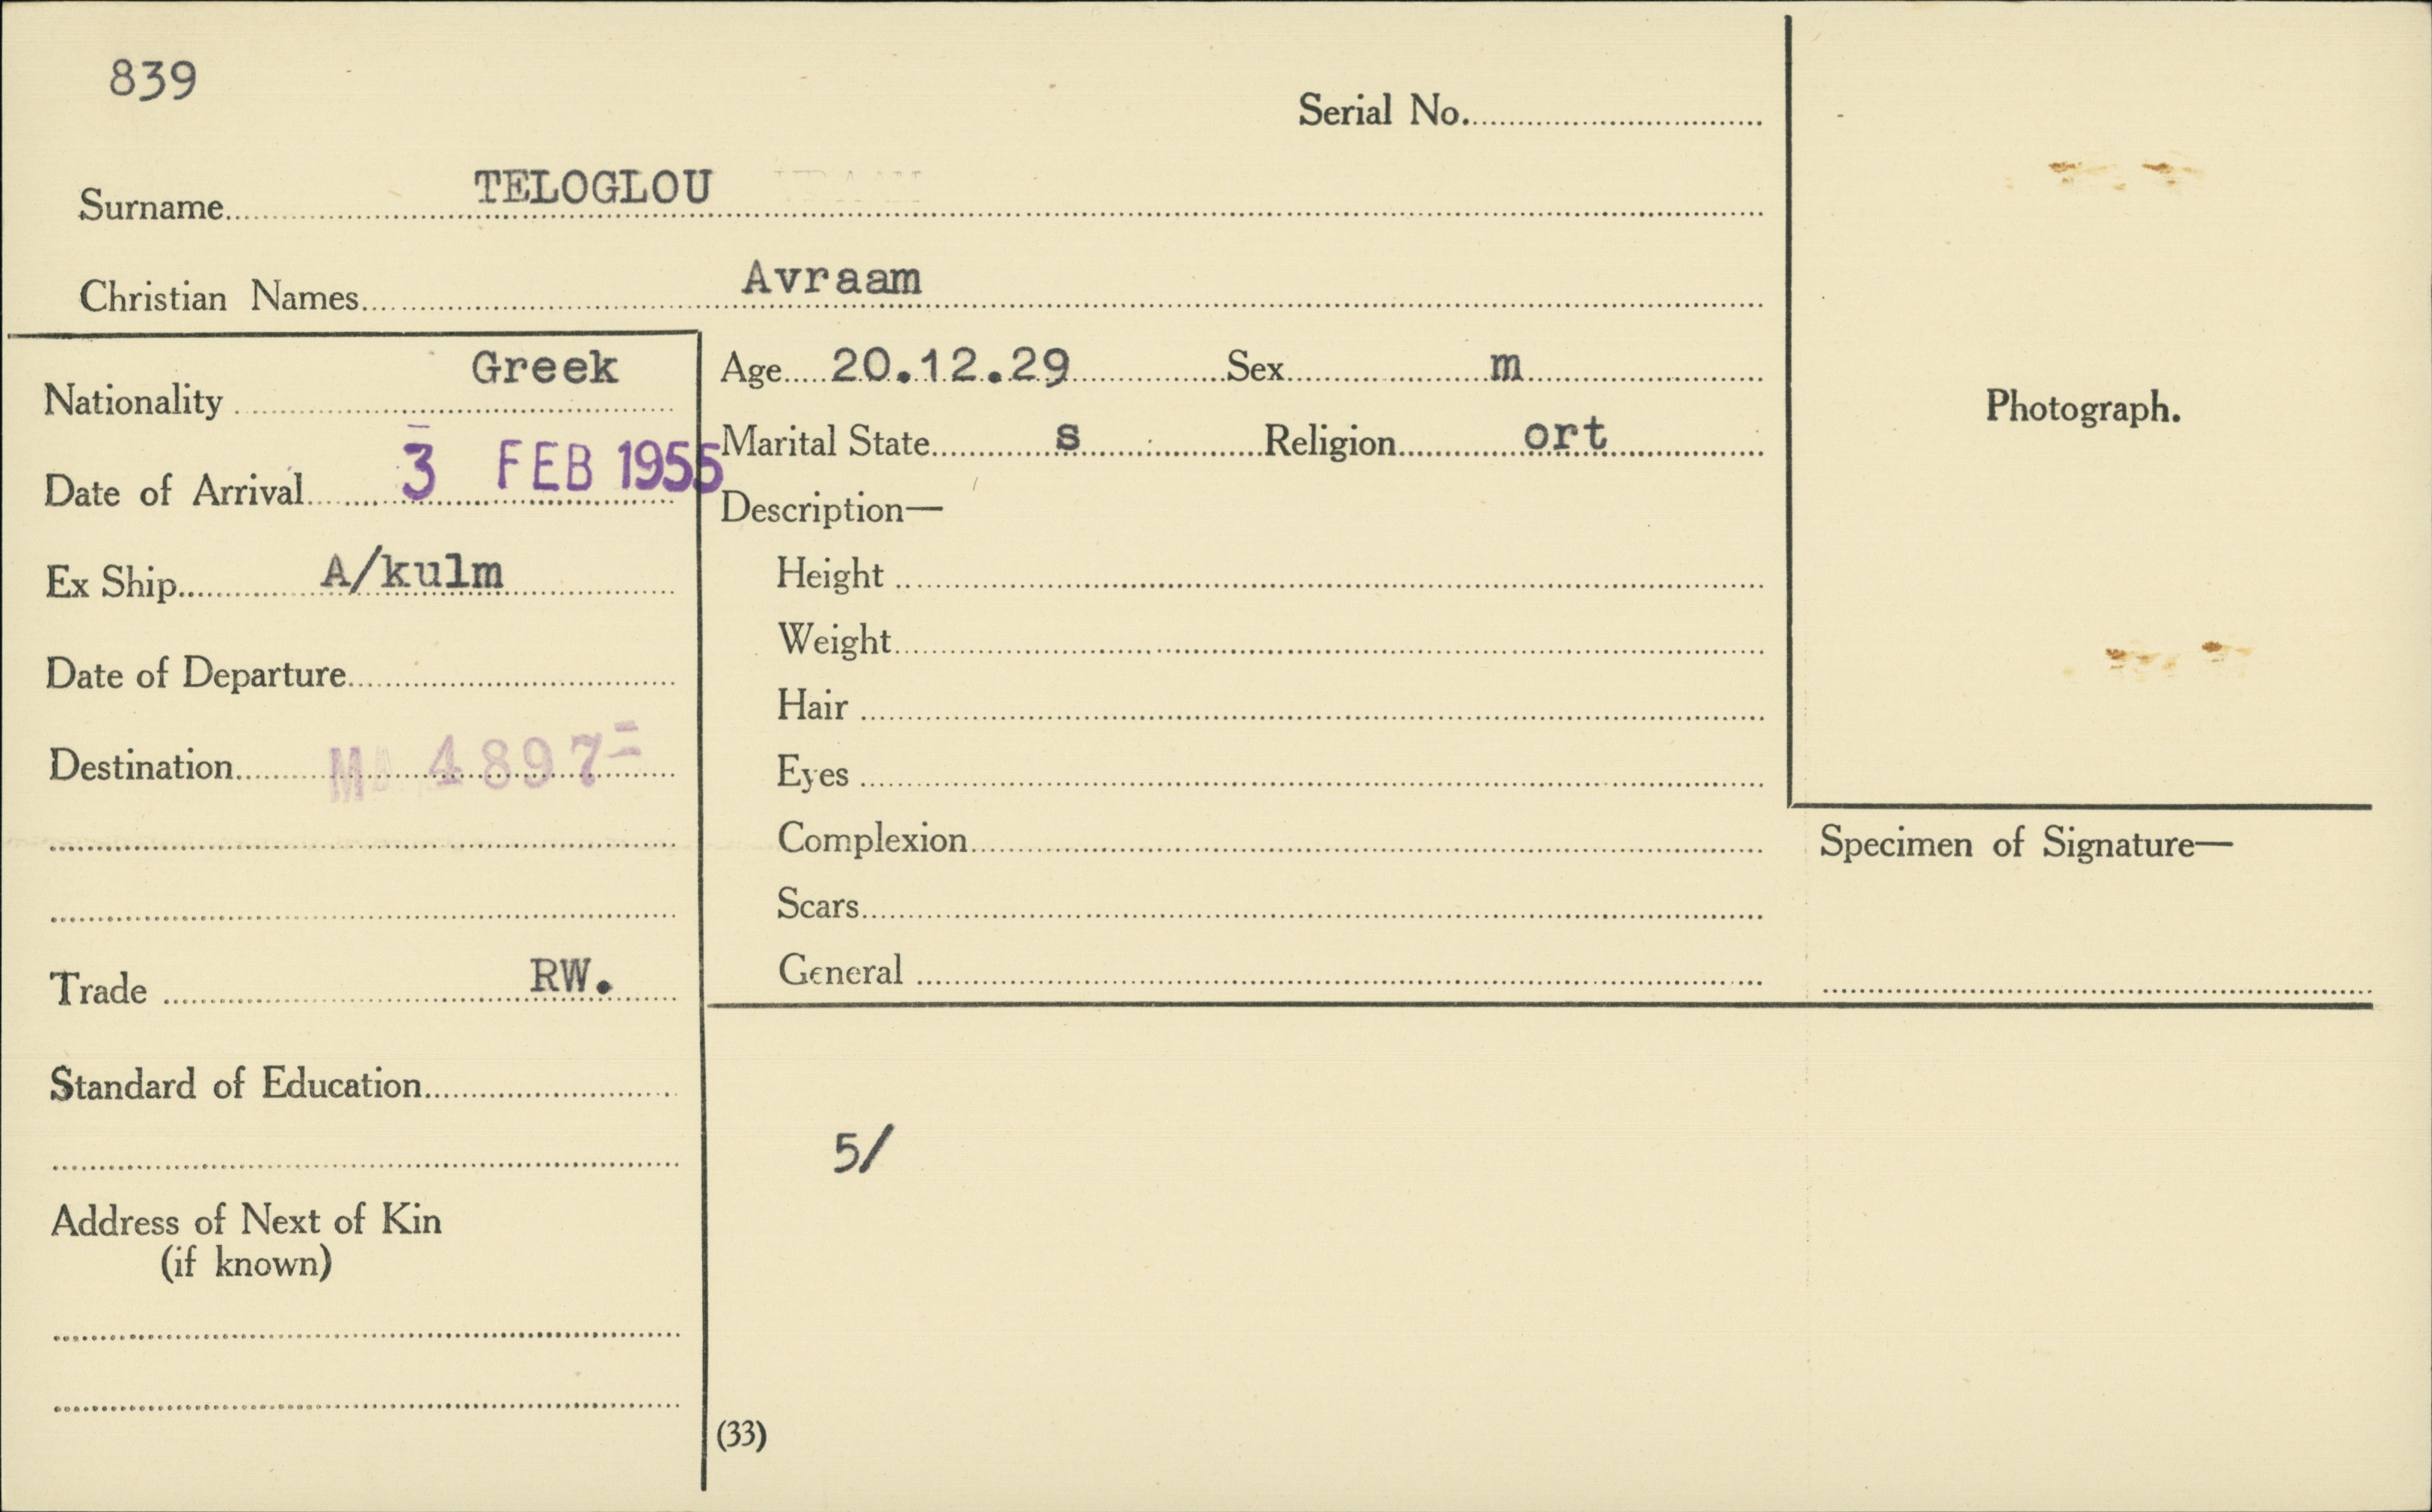 839
Serial No.
Surname TELOGLOU
Christian Names Avraam
Nationality Greek
Date of Arrival 3 FEB 1955
Ex Ship A/kulm
Date of Departure
Destination 4897
Trade RW.
Standard of Education
Address of Next of Kin
(if known)
Age 20.12.29 Sex m
Marital State s Religion ort
Description—
Height
Weight
Hair
Eyes
Complexion
Scars
General
5/
(33)
Photograph.
Specimen of Signature—